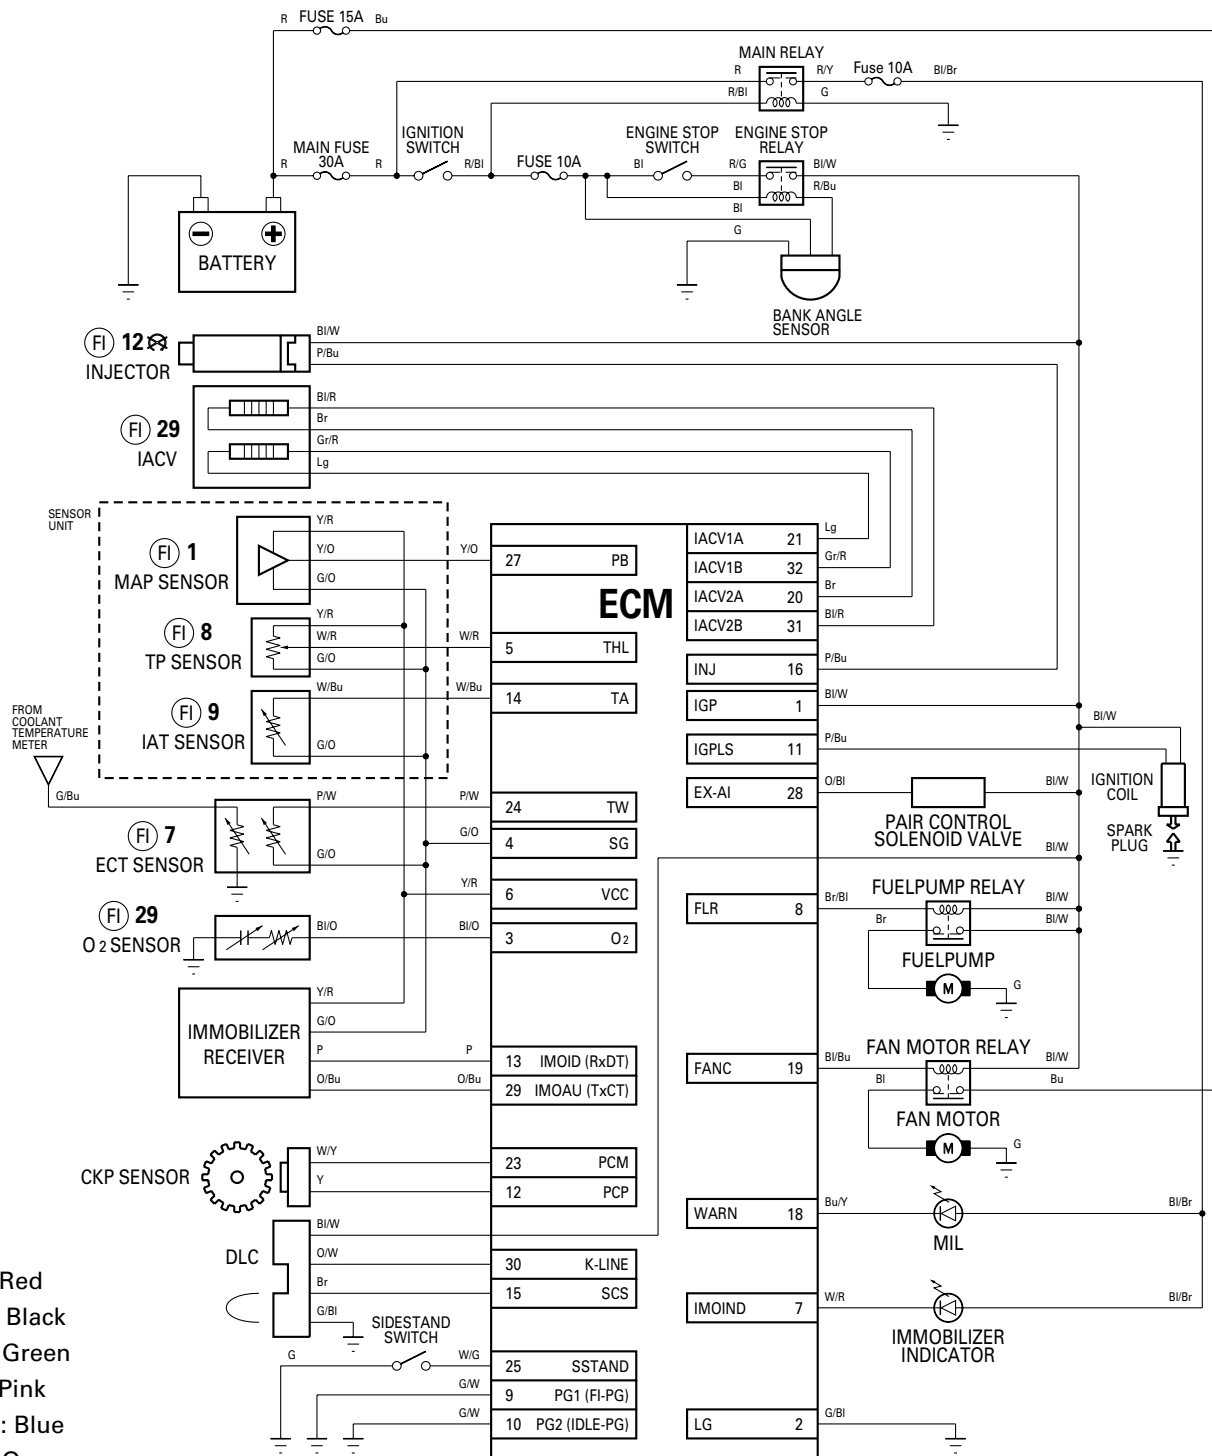 R FUSE 15A Bu
MAIN RELAY
R R/Y Fuse 10A Bl/Br
R/Bl G
MAIN FUSE
30A
IGNITION
SWITCH
ENGINE STOP
SWITCH
ENGINE STOP
RELAY
R R R/Bl FUSE 10A Bl R/G Bl/W
Bl R/Bu
Bl
G
BATTERY
BANK ANGLE
SENSOR
FI 12
INJECTOR
Bl/W
P/Bu
FI 29
IACV
Bl/R
Br
Gr/R
Lg
SENSOR
UNIT
FI 1
MAP SENSOR
Y/R
Y/O Y/O
G/O
27 PB
ECM
FI 8
TP SENSOR
Y/R
W/R W/R
G/O
5 THL
FI 9
IAT SENSOR
W/Bu W/Bu
G/O
14 TA
FROM
COOLANT
TEMPERATURE
METER
G/Bu
FI 7
ECT SENSOR
P/W P/W
24 TW
G/O
4 SG
G/O
Y/R
6 VCC
FI 29
O2 SENSOR
Bl/O Bl/O
3 O2
IMMOBILIZER
RECEIVER
Y/R
G/O
P P
13 IMOID (RxDT)
O/Bu O/Bu
29 IMOAU (TxCT)
CKP SENSOR
W/Y
23 PCM
Y
12 PCP
DLC
Bl/W
O/W
30 K-LINE
Br
15 SCS
G/Bl
SIDESTAND
SWITCH
G W/G
25 SSTAND
G/W
9 PG1 (FI-PG)
G/W
10 PG2 (IDLE-PG)
IACV1A 21 Lg
IACV1B 32 Gr/R
IACV2A 20 Br
IACV2B 31 Bl/R
INJ 16 P/Bu
IGP 1 Bl/W
Bl/W
IGPLS 11 P/Bu
IGNITION
COIL
SPARK
PLUG
EX-AI 28 O/Bl Bl/W
PAIR CONTROL
SOLENOID VALVE
Bl/W
FUELPUMP RELAY
FLR 8 Br/Bl Bl/W
Br Bl/W
FUELPUMP
M G
FAN MOTOR RELAY
FANC 19 Bl/Bu Bl/W
Bl Bu
FAN MOTOR
M G
WARN 18 Bu/Y Bl/Br
MIL
IMOIND 7 W/R Bl/Br
IMMOBILIZER
INDICATOR
LG 2 G/Bl
Red
Black
Green
Pink
: Blue